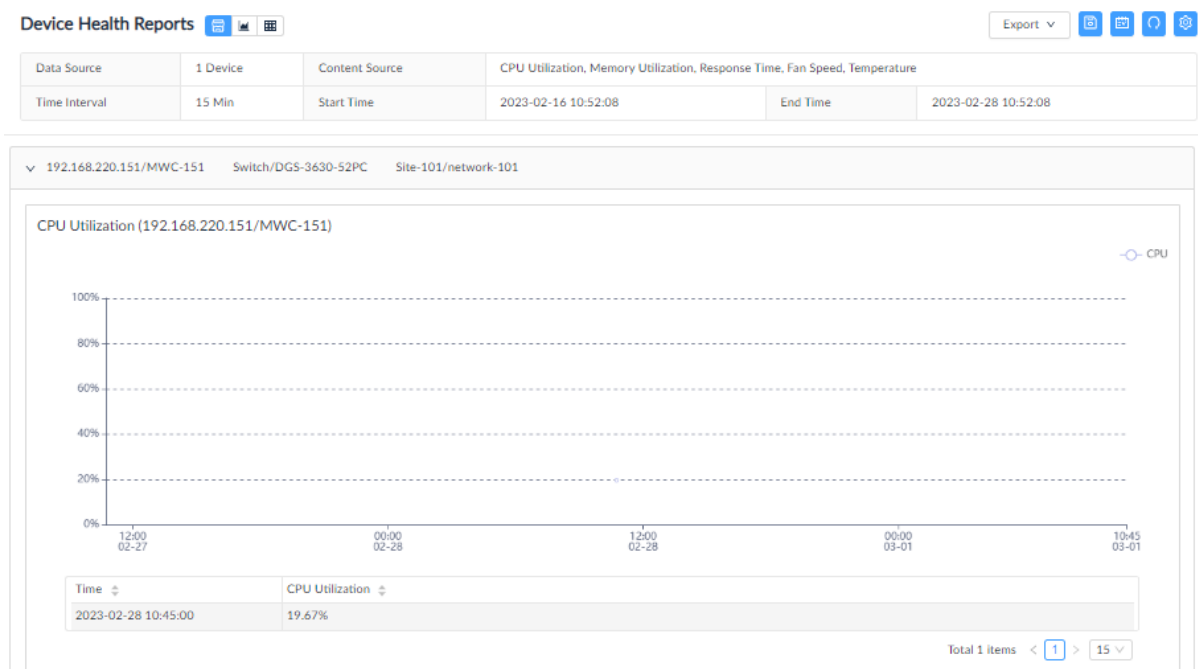 Device Health Reports
Export
Data Source 1 Device Content Source CPU Utilization, Memory Utilization, Response Time, Fan Speed, Temperature
Time Interval 15 Min Start Time 2023-02-16 10:52:08 End Time 2023-02-28 10:52:08
192.168.220.151/MWC-151 Switch/DGS-3630-52PC Site-101/network-101
CPU Utilization (192.168.220.151/MWC-151)
CPU
100%
80%
60%
40%
20%
0%
12:00 00:00 12:00 00:00 10:45
02-27 02-28 02-28 03-01 03-01
Time CPU Utilization
2023-02-28 10:45:00 19.67%
Total 1 items < 1 > 15